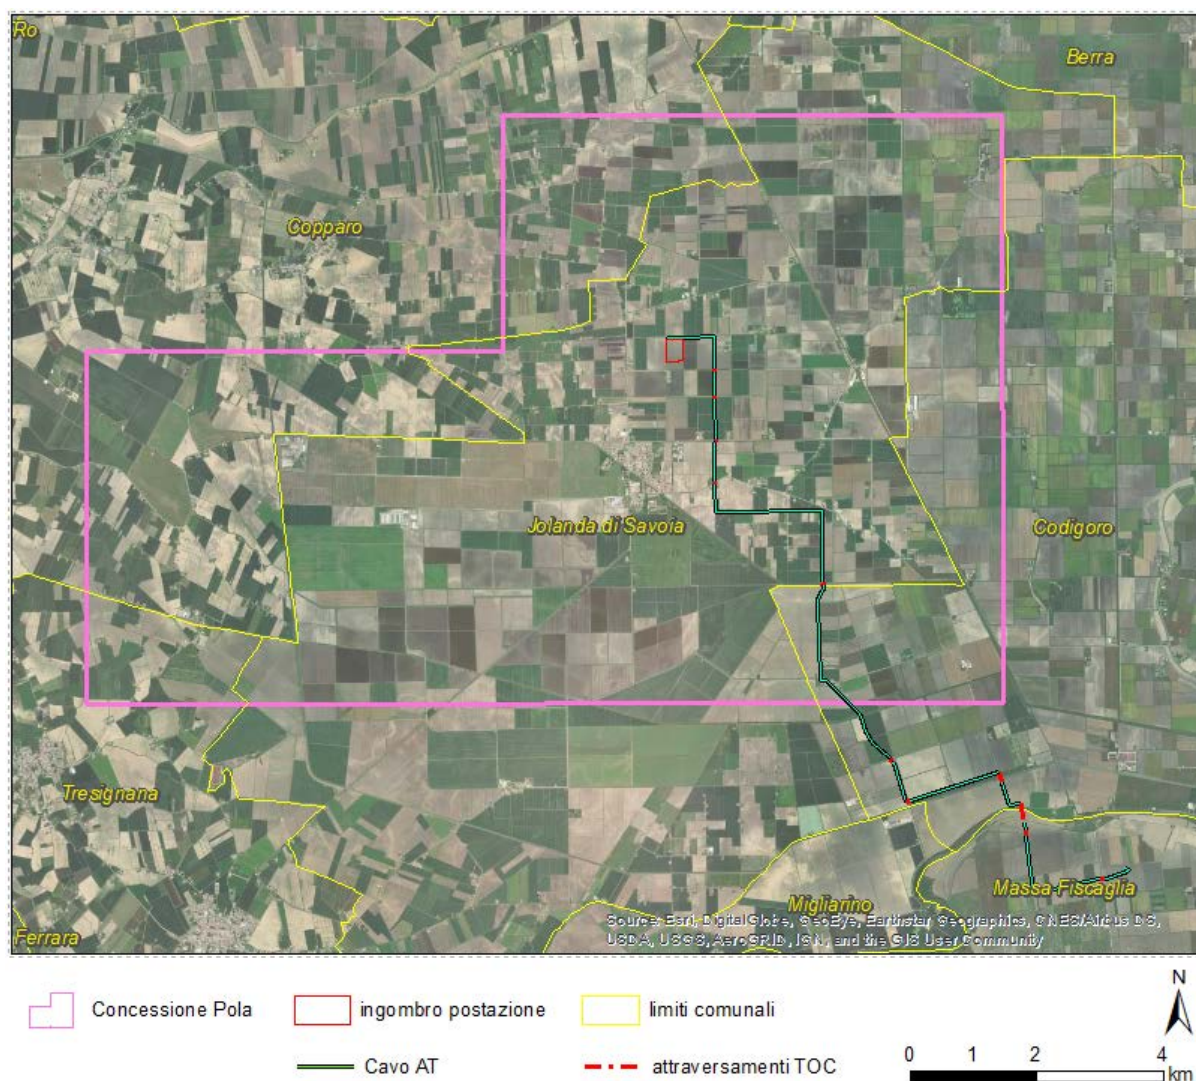 Ro
Berra
Copparo
Jolanda di Savoia
Codigoro
Tresignana
Massa Fiscaglia
Migliarino
Ferrara
Source: Esri, DigitalGlobe, GeoEye, Earthstar Geographics, CNES/Airbus DS,
USDA, USGS, AeroGRID, IGN, and the GIS User Community
Concessione Pola
ingombro postazione
limiti comunali
N
Cavo AT
attraversamenti TOC
0 1 2 4
km